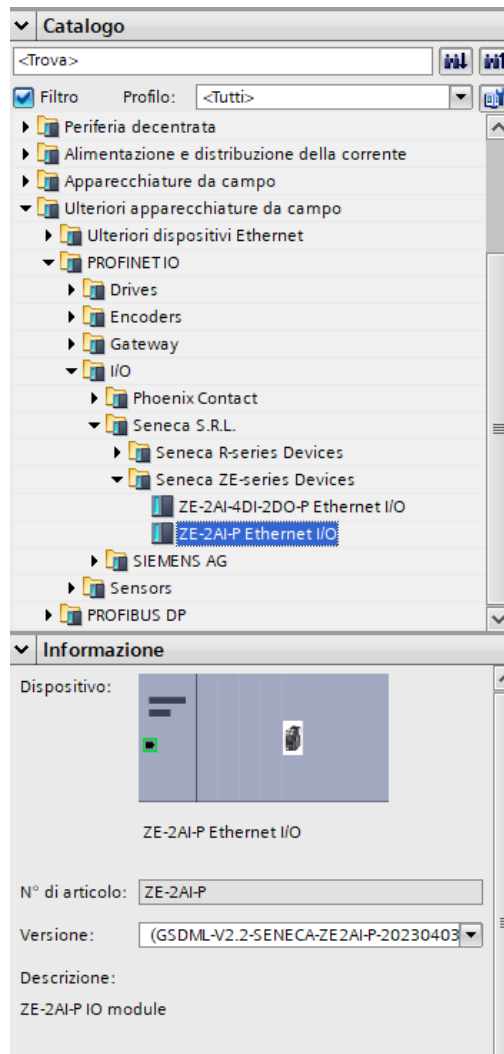 Catalogo
<Trova>
Filtro Profilo: <Tutti>
Periferia decentrata
Alimentazione e distribuzione della corrente
Apparecchiature da campo
Ulteriori apparecchiature da campo
Ulteriori dispositivi Ethernet
PROFINET IO
Drives
Encoders
Gateway
I/O
Phoenix Contact
Seneca S.R.L.
Seneca R-series Devices
Seneca ZE-series Devices
ZE-2AI-4DI-2DO-P Ethernet I/O
ZE-2AI-P Ethernet I/O
SIEMENS AG
Sensors
PROFIBUS DP
Informazione
Dispositivo:
ZE-2AI-P Ethernet I/O
N° di articolo: ZE-2AI-P
Versione: (GSDML-V2.2-SENECA-ZE2AI-P-20230403
Descrizione:
ZE-2AI-P IO module